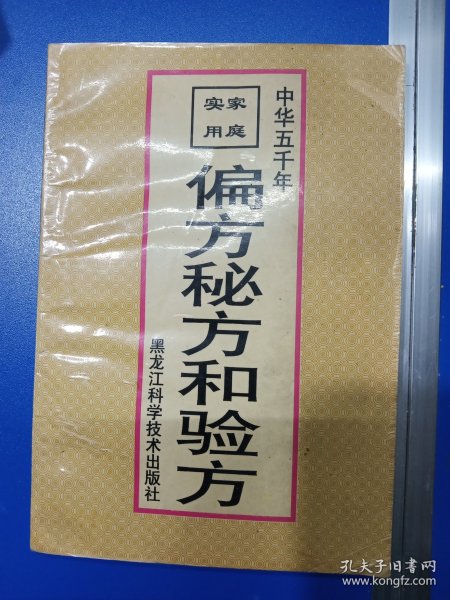 中华五千年
家庭
实用
偏方秘方和验方
黑龙江科学技术出版社
孔夫子旧书网
www.kongfz.com